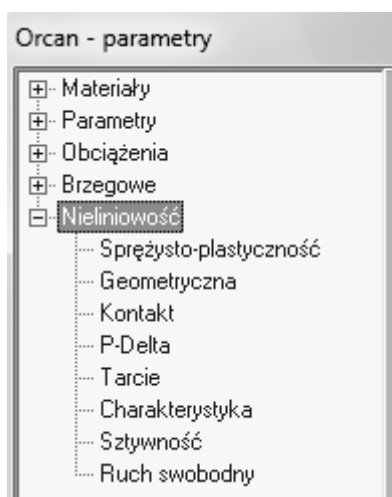 Orcan - parametry
Materiały
Parametry
Obciążenia
Brzegowe
Nieliniowość
Sprężysto-plastyczność
Geometryczna
Kontakt
P-Delta
Tarcie
Charakterystyka
Sztywność
Ruch swobodny